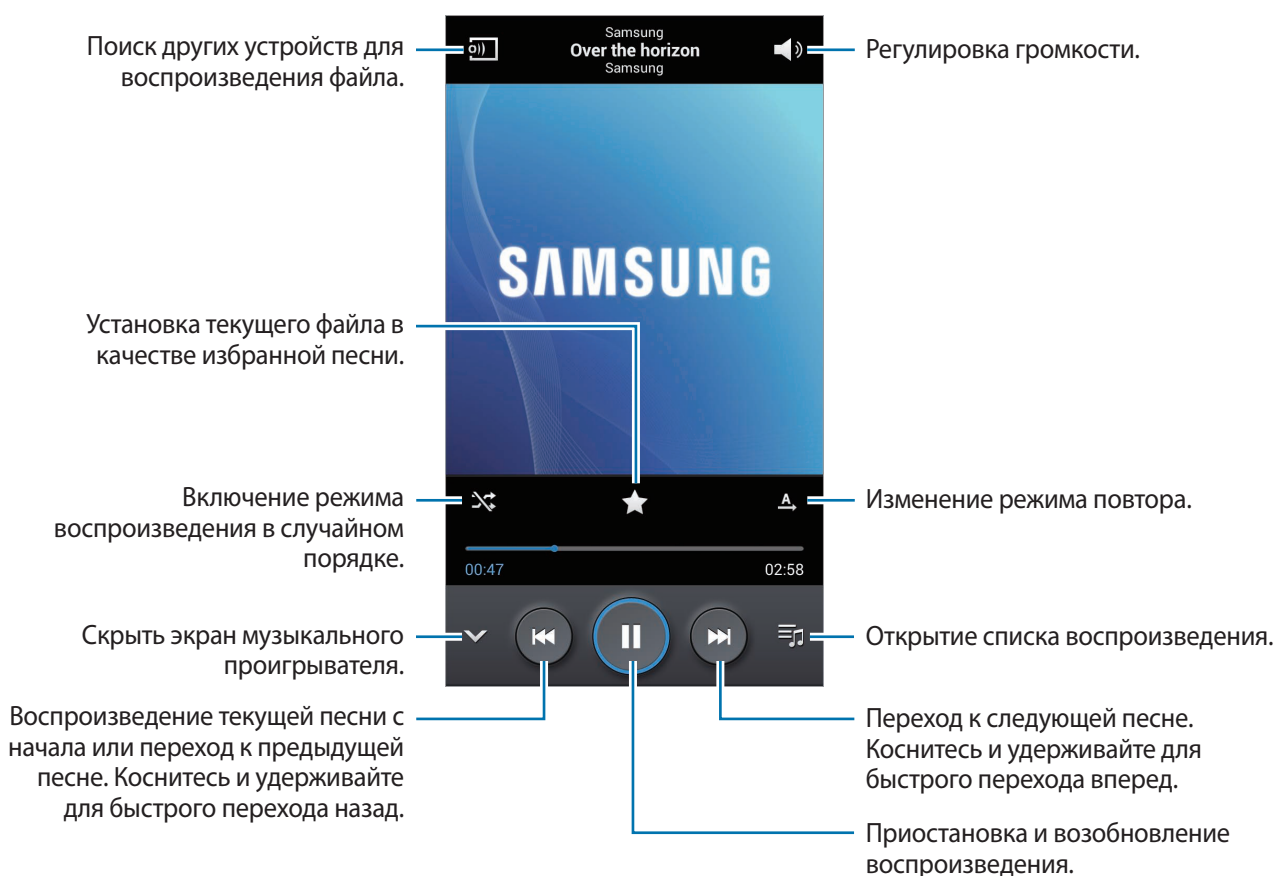 Поиск других устройств для
воспроизведения файла.
Samsung
Over the horizon
Samsung
Регулировка громкости.
SAMSUNG
Установка текущего файла в
качестве избранной песни.
Включение режима
воспроизведения в случайном
порядке.
A
Изменение режима повтора.
00:47
02:58
Скрыть экран музыкального
проигрывателя.
Открытие списка воспроизведения.
Воспроизведение текущей песни с
начала или переход к предыдущей
песне. Коснитесь и удерживайте
для быстрого перехода назад.
Переход к следующей песне.
Коснитесь и удерживайте для
быстрого перехода вперед.
Приостановка и возобновление
воспроизведения.